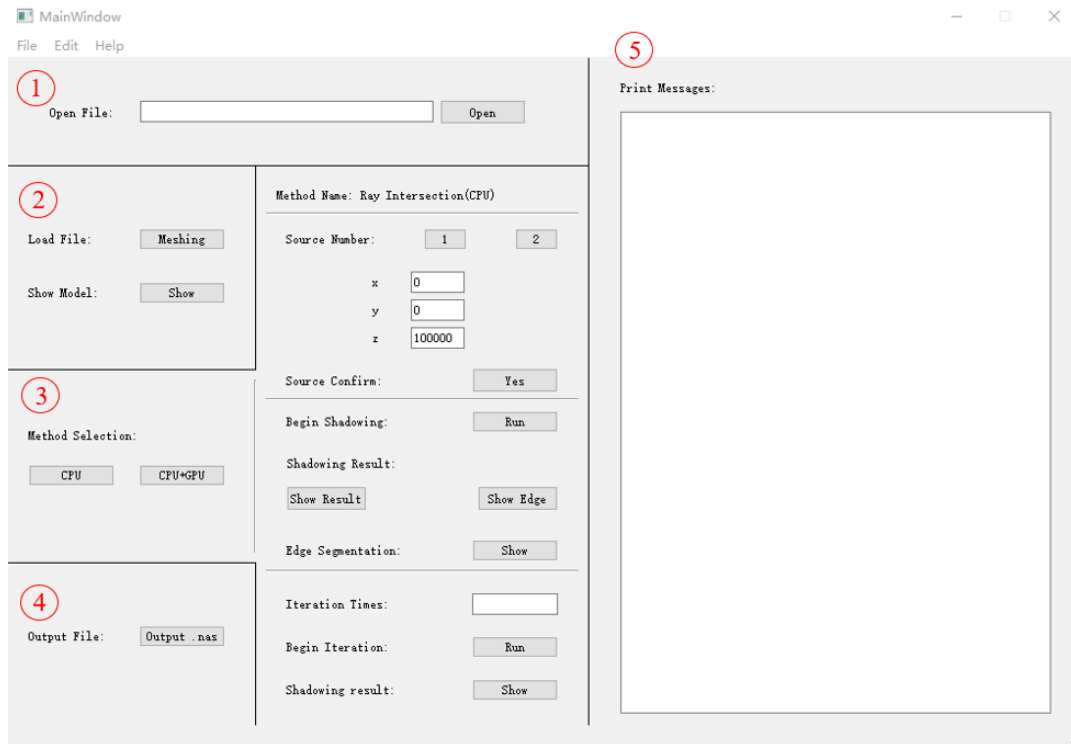 MainWindow
File Edit Help
1
Open File: Open
2
Load File: Meshing
Show Model: Show
3
Method Selection:
CPU CPU+GPU
4
Output File: Output .nas
Method Name: Ray Intersection(CPU)
Source Number: 1 2
x 0
y 0
z 100000
Source Confirm: Yes
Begin Shadowing: Run
Shadowing Result:
Show Result Show Edge
Edge Segmentation: Show
Iteration Times:
Begin Iteration: Run
Shadowing result: Show
5
Print Messages: